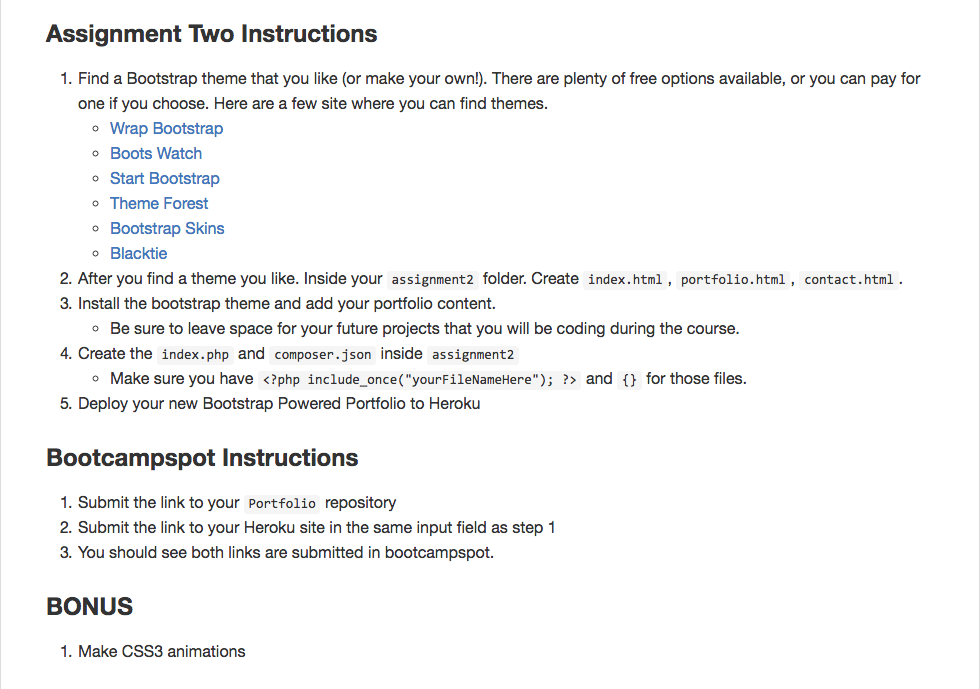 Assignment Two Instructions
1. Find a Bootstrap theme that you like (or make your own!). There are plenty of free options available, or you can pay for
one if you choose. Here are a few site where you can find themes.
◦ Wrap Bootstrap
◦ Boots Watch
◦ Start Bootstrap
◦ Theme Forest
◦ Bootstrap Skins
◦ Blacktie
2. After you find a theme you like. Inside your assignment2 folder. Create index.html , portfolio.html , contact.html .
3. Install the bootstrap theme and add your portfolio content.
◦ Be sure to leave space for your future projects that you will be coding during the course.
4. Create the index.php and composer.json inside assignment2
◦ Make sure you have <?php include_once("yourFileNameHere"); ?> and {} for those files.
5. Deploy your new Bootstrap Powered Portfolio to Heroku
Bootcampspot Instructions
1. Submit the link to your Portfolio repository
2. Submit the link to your Heroku site in the same input field as step 1
3. You should see both links are submitted in bootcampspot.
BONUS
1. Make CSS3 animations